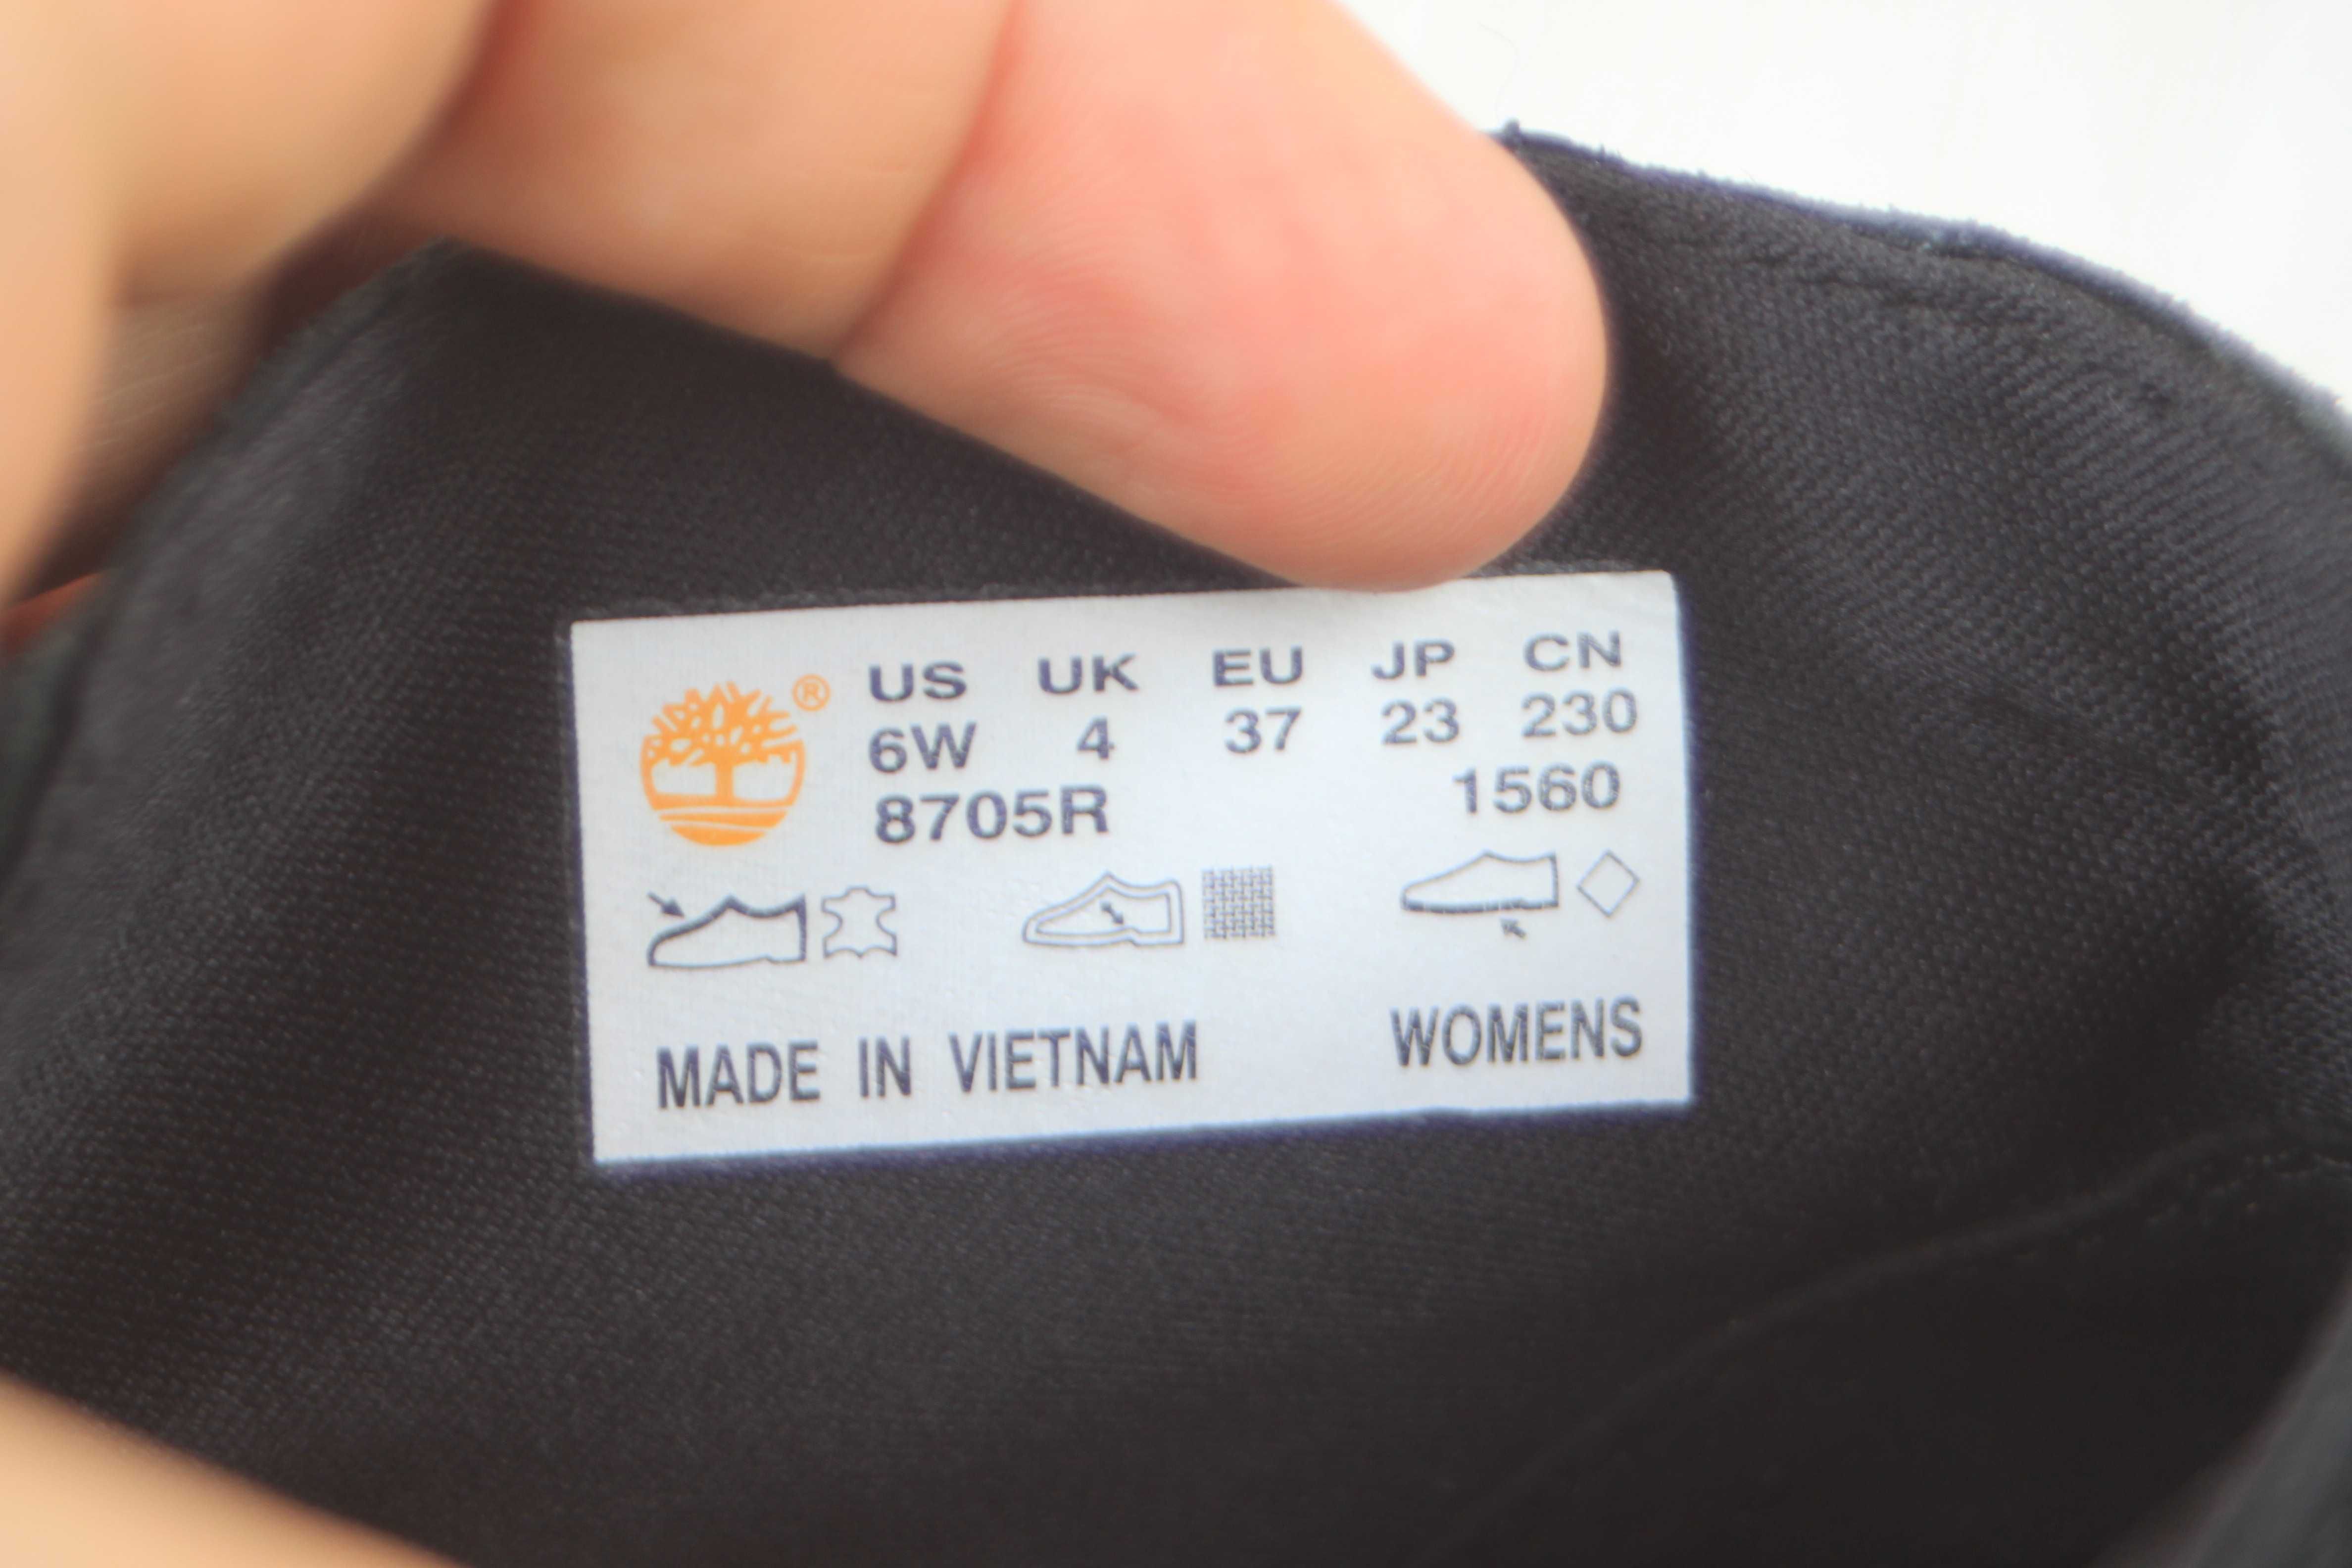 ® US UK EU JP CN
6W 4 37 23 230
8705R 1560
MADE IN VIETNAM WOMENS